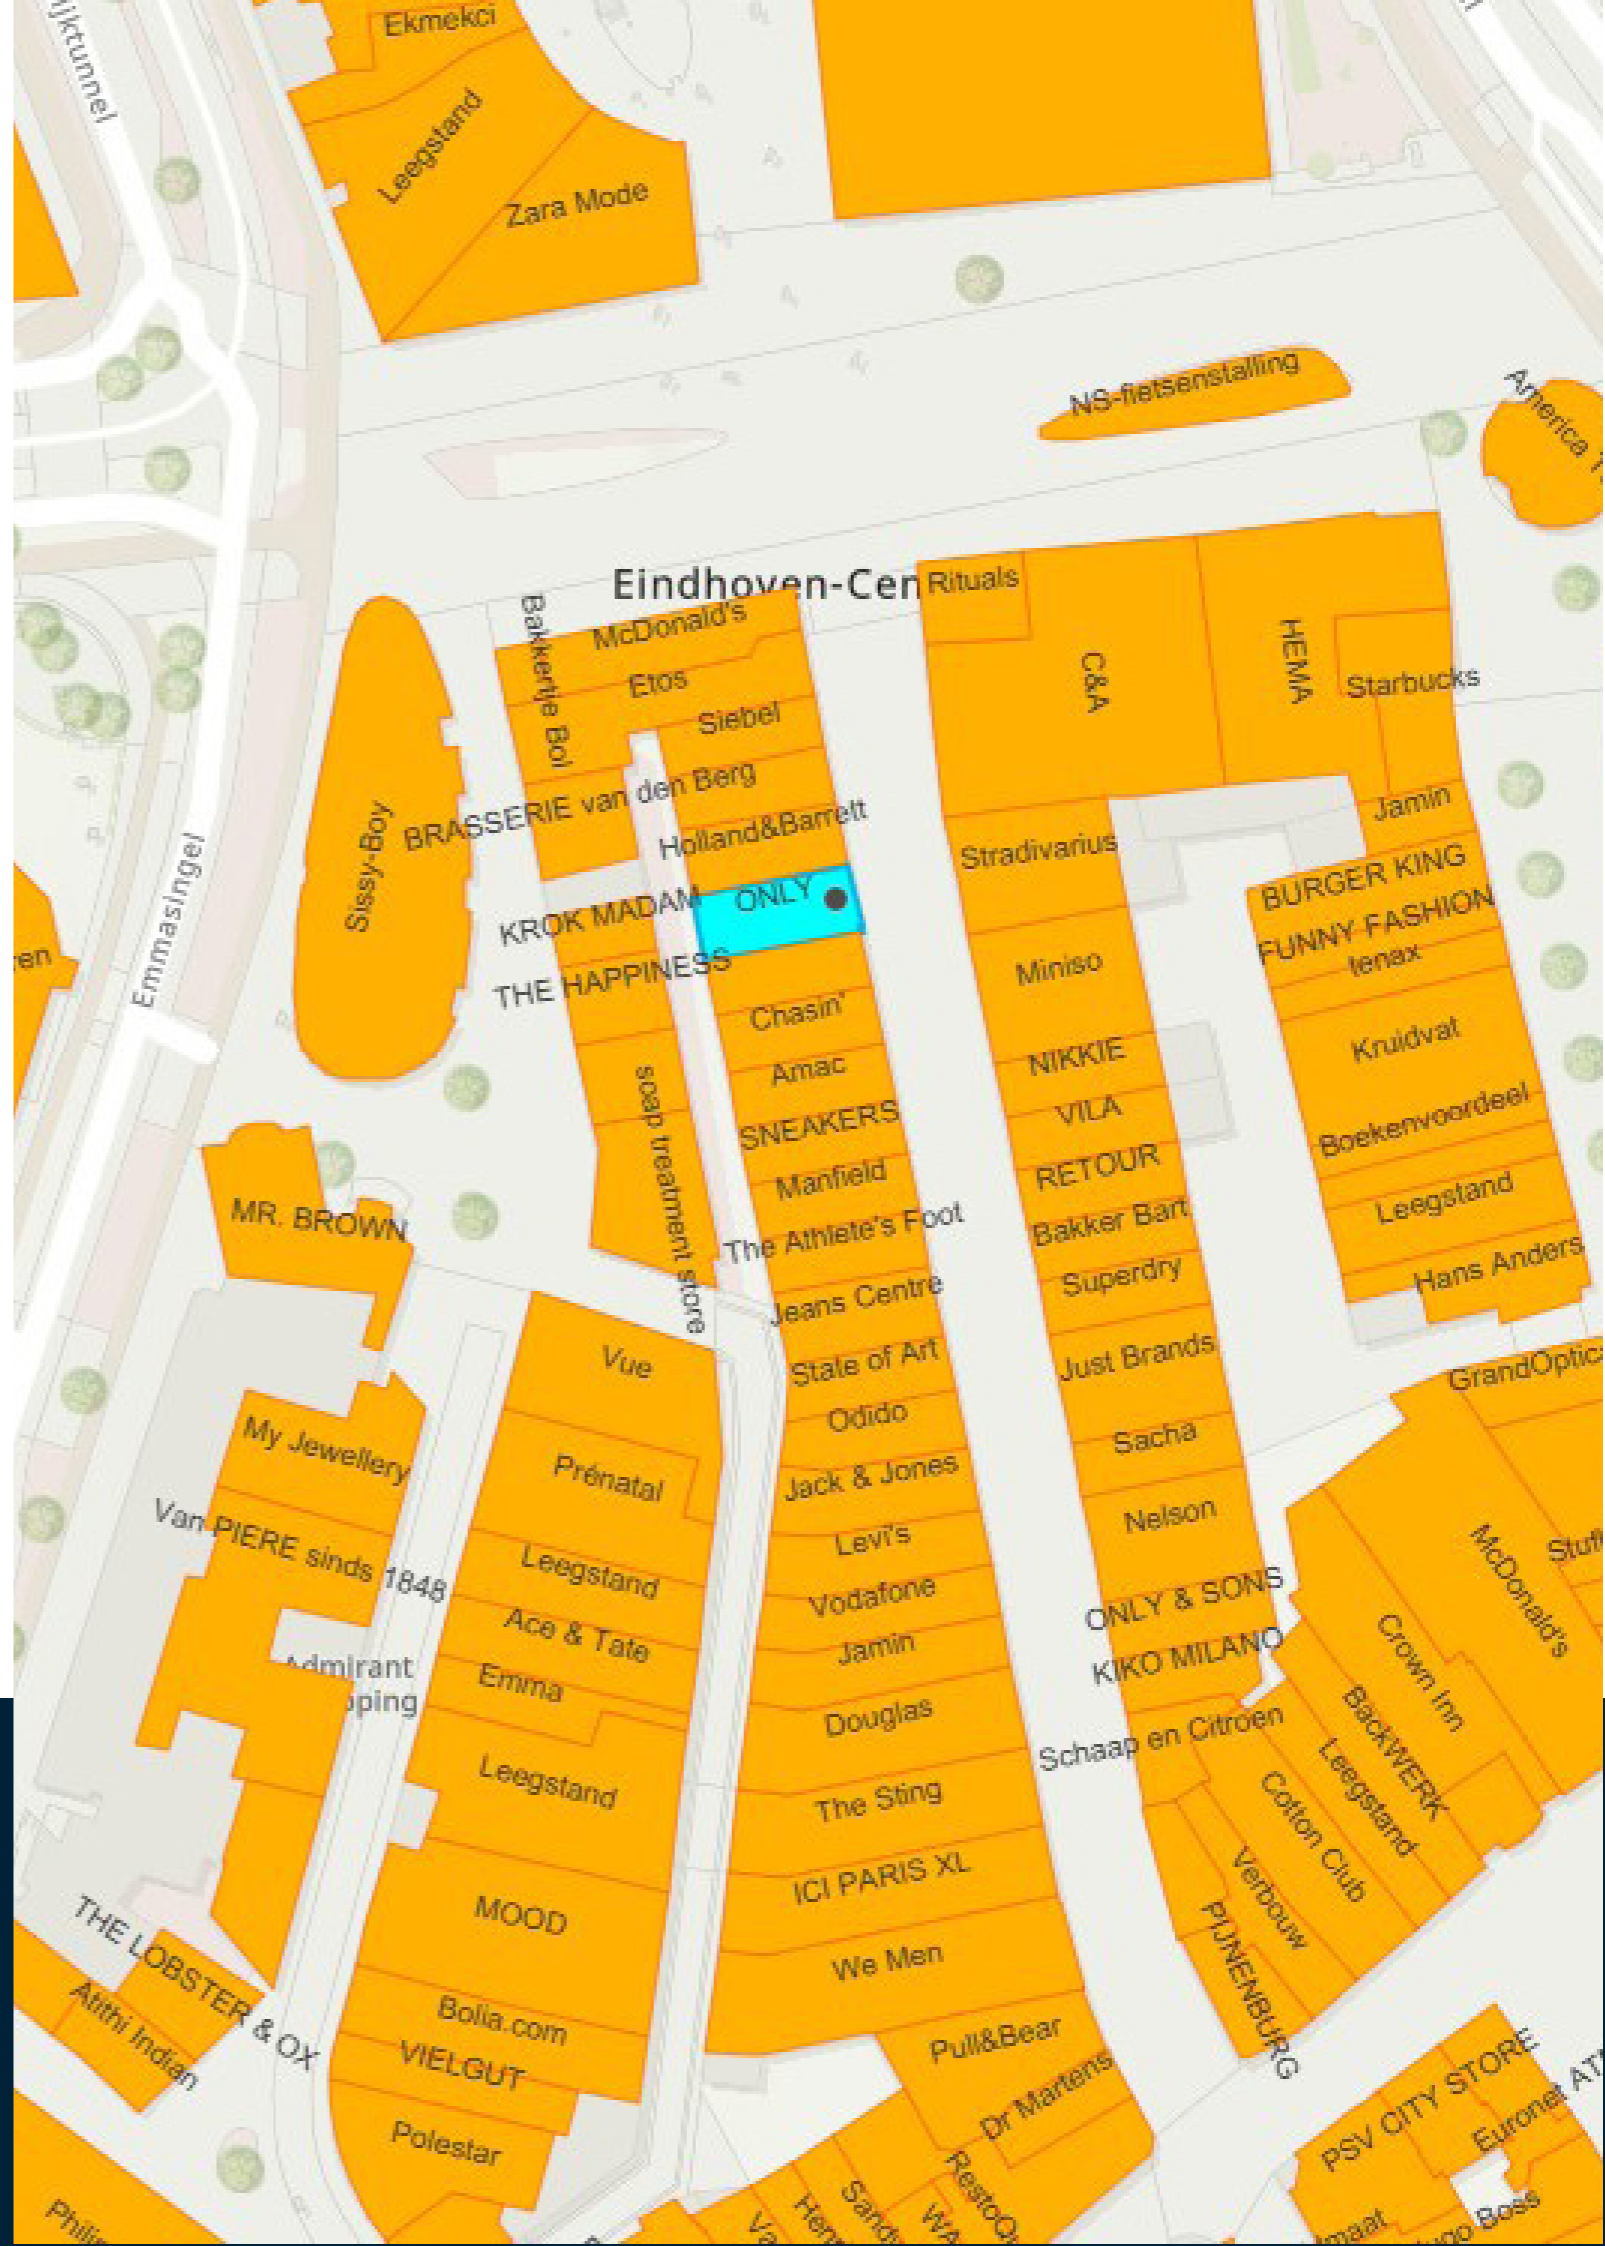 Ekmekci
Leegstand
Zara Mode
NS-fietsenstalling
America
Eindhoven-Cen
Rituals
Bakkertje Bol
McDonald's
Etos
Siebel
C&A
HEMA
Starbucks
BRASSERIE van den Berg
Holland&Barrett
Jamin
Sissy-Boy
Emmasingel
Stradivarius
BURGER KING
KROK MADAM
ONLY
FUNNY FASHION
tenax
THE HAPPINESS
Miniso
Chasin'
Kruidvat
Amac
NIKKIE
soap treatment store
SNEAKERS
VILA
Boekenvoordeel
Manfield
RETOUR
Leegstand
MR. BROWN
The Athlete's Foot
Bakker Bart
Jeans Centre
Superdry
Hans Anders
Vue
State of Art
Just Brands
GrandOptica
My Jewellery
Odido
Sacha
Prénatal
Jack & Jones
Nelson
Van PIERE sinds 1848
Levi's
McDonald's
Leegstand
Vodafone
ONLY & SONS
Ace & Tate
Jamin
KIKO MILANO
Crown Inn
Admirant
pping
Emma
Douglas
Schaap en Citroen
BackWERK
Leegstand
Leegstand
The Sting
Cotton Club
ICI PARIS XL
Verbouw
MOOD
We Men
PIJNENBURG
THE LOBSTER & OX
Atithi Indian
Bolia.com
Pull&Bear
VIELGUT
Dr Martens
PSV CITY STORE
Euronet AT
Polestar
Boss